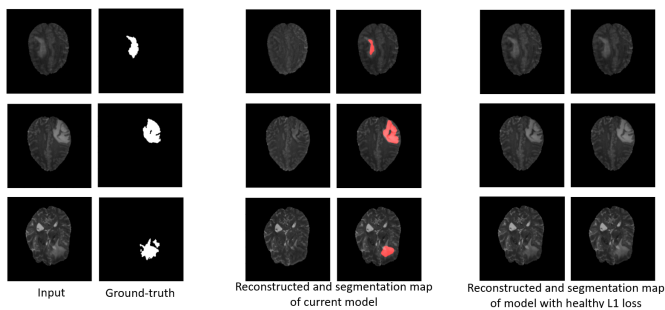 Input
Ground-truth
Reconstructed and segmentation map
of current model
Reconstructed and segmentation map
of model with healthy L1 loss